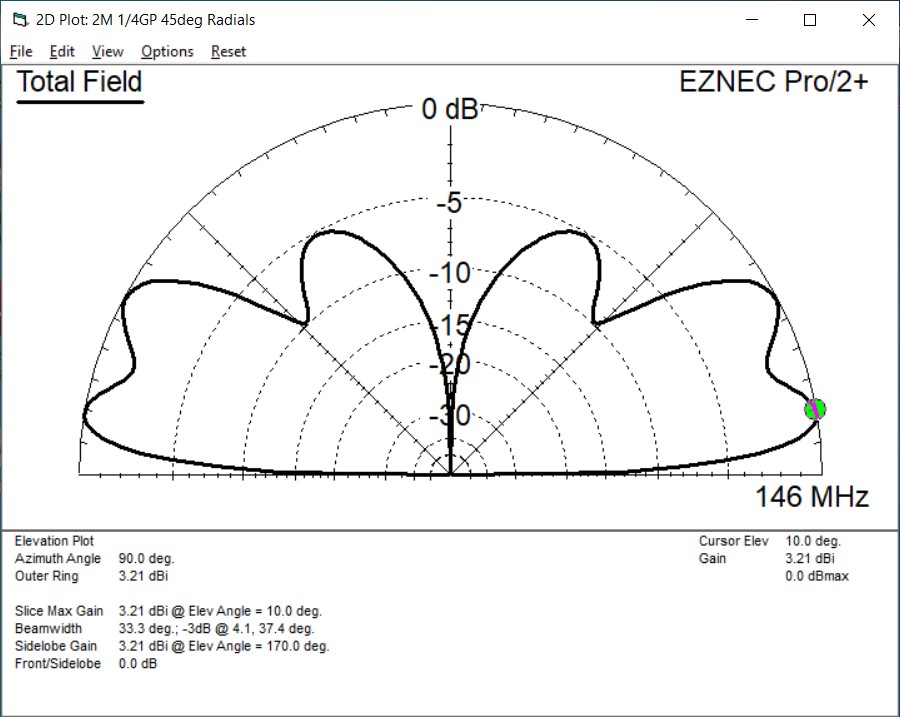 2D Plot: 2M 1/4GP 45deg Radials
File Edit View Options Reset
Total Field
EZNEC Pro/2+
0 dB
-5
-10
-15
-20
-30
146 MHz
Elevation Plot
Cursor Elev 10.0 deg.
Azimuth Angle 90.0 deg.
Gain 3.21 dBi
Outer Ring 3.21 dBi
0.0 dBmax
Slice Max Gain 3.21 dBi @ Elev Angle = 10.0 deg.
Beamwidth 33.3 deg.; -3dB @ 4.1, 37.4 deg.
Sidelobe Gain 3.21 dBi @ Elev Angle = 170.0 deg.
Front/Sidelobe 0.0 dB